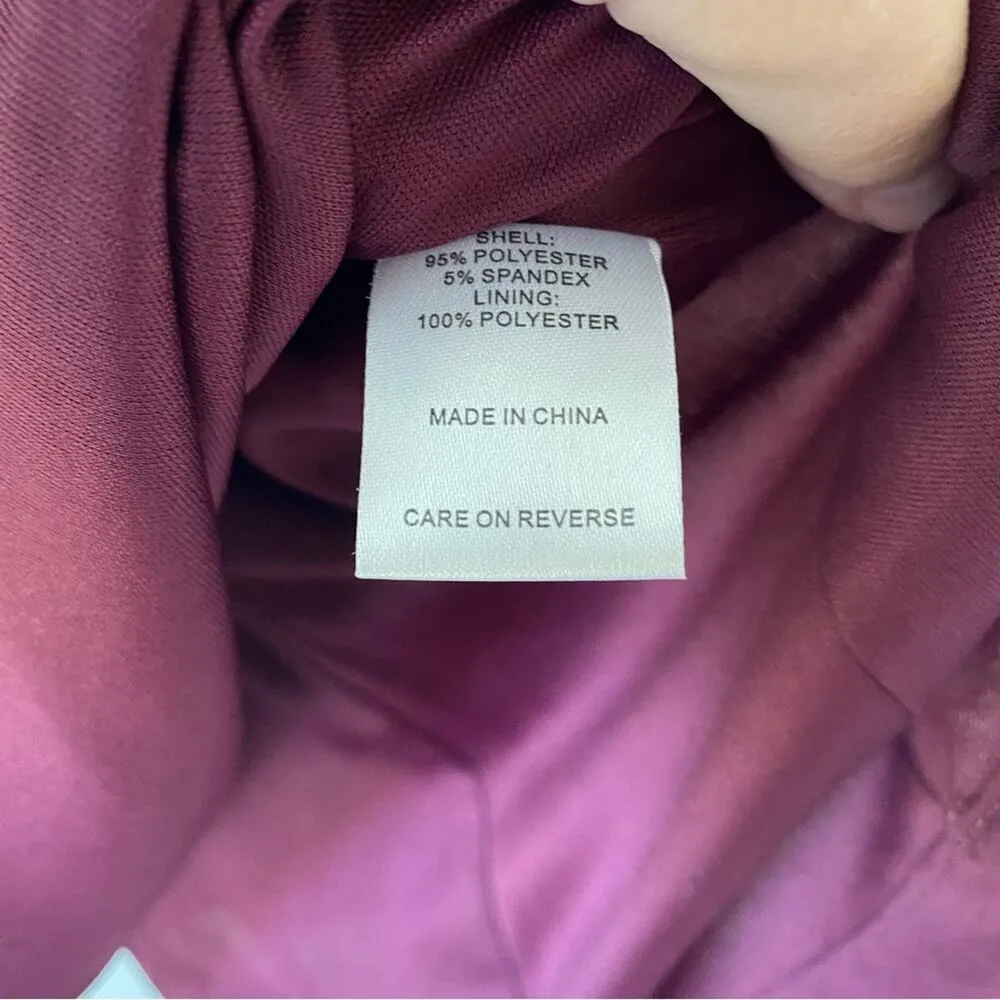 SHELL:
95% POLYESTER
5% SPANDEX
LINING:
100% POLYESTER
MADE IN CHINA
CARE ON REVERSE